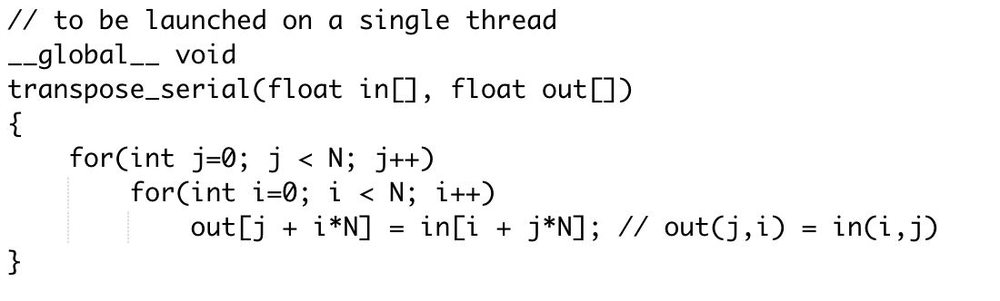 // to be launched on a single thread
__global__ void
transpose_serial(float in[], float out[])
{
    for(int j=0; j < N; j++)
        for(int i=0; i < N; i++)
            out[j + i*N] = in[i + j*N]; // out(j,i) = in(i,j)
}